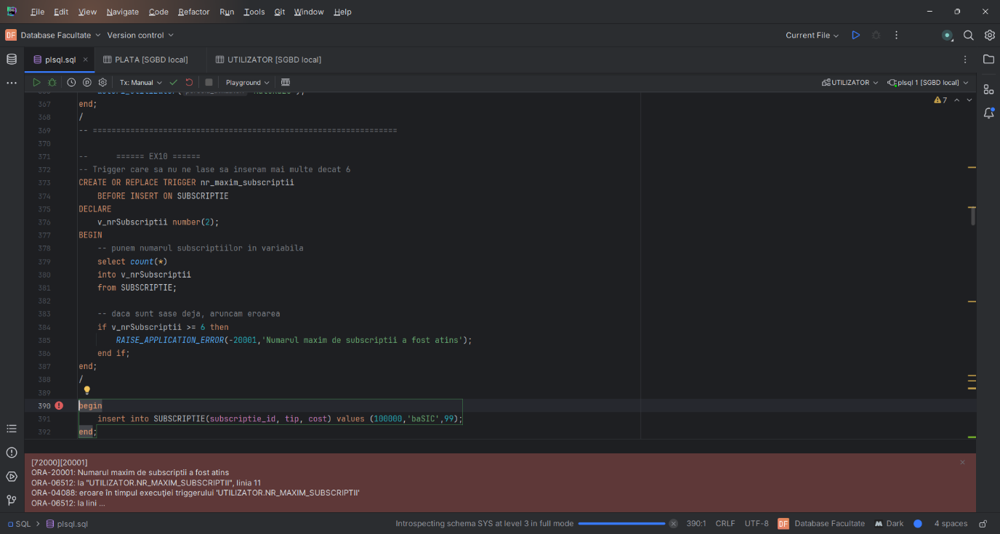 File Edit View Navigate Code Refactor Run Tools Git Window Help
DF Database Facultate Version control Current File
plsql.sql PLATA [SGBD local] UTILIZATOR [SGBD local]
Tx: Manual Playground UTILIZATOR plsql 1 [SGBD local]
7
367 end;
368 /
369 -- =================================================================
370
371 -- ====== EX10 ======
372 -- Trigger care sa nu ne lase sa inseram mai multe decat 6
373 CREATE OR REPLACE TRIGGER nr_maxim_subscriptii
374 BEFORE INSERT ON SUBSCRIPTIE
375 DECLARE
376 v_nrSubscriptii number(2);
377 BEGIN
378 -- punem numarul subscriptiilor in variabila
379 select count(*)
380 into v_nrSubscriptii
381 from SUBSCRIPTIE;
382
383 -- daca sunt sase deja, aruncam eroarea
384 if v_nrSubscriptii >= 6 then
385 RAISE_APPLICATION_ERROR(-20001,'Numarul maxim de subscriptii a fost atins');
386 end if;
387 end;
388 /
389
390 begin
391 insert into SUBSCRIPTIE(subscriptie_id, tip, cost) values (100000,'baSIC',99);
392 end;
[72000][20001]
ORA-20001: Numarul maxim de subscriptii a fost atins
ORA-06512: la "UTILIZATOR.NR_MAXIM_SUBSCRIPTII", linia 11
ORA-04088: eroare în timpul execuţiei triggerului 'UTILIZATOR.NR_MAXIM_SUBSCRIPTII'
ORA-06512: la lini ...
SQL > plsql.sql Introspecting schema SYS at level 3 in full mode 390:1 CRLF UTF-8 DF Database Facultate Dark 4 spaces